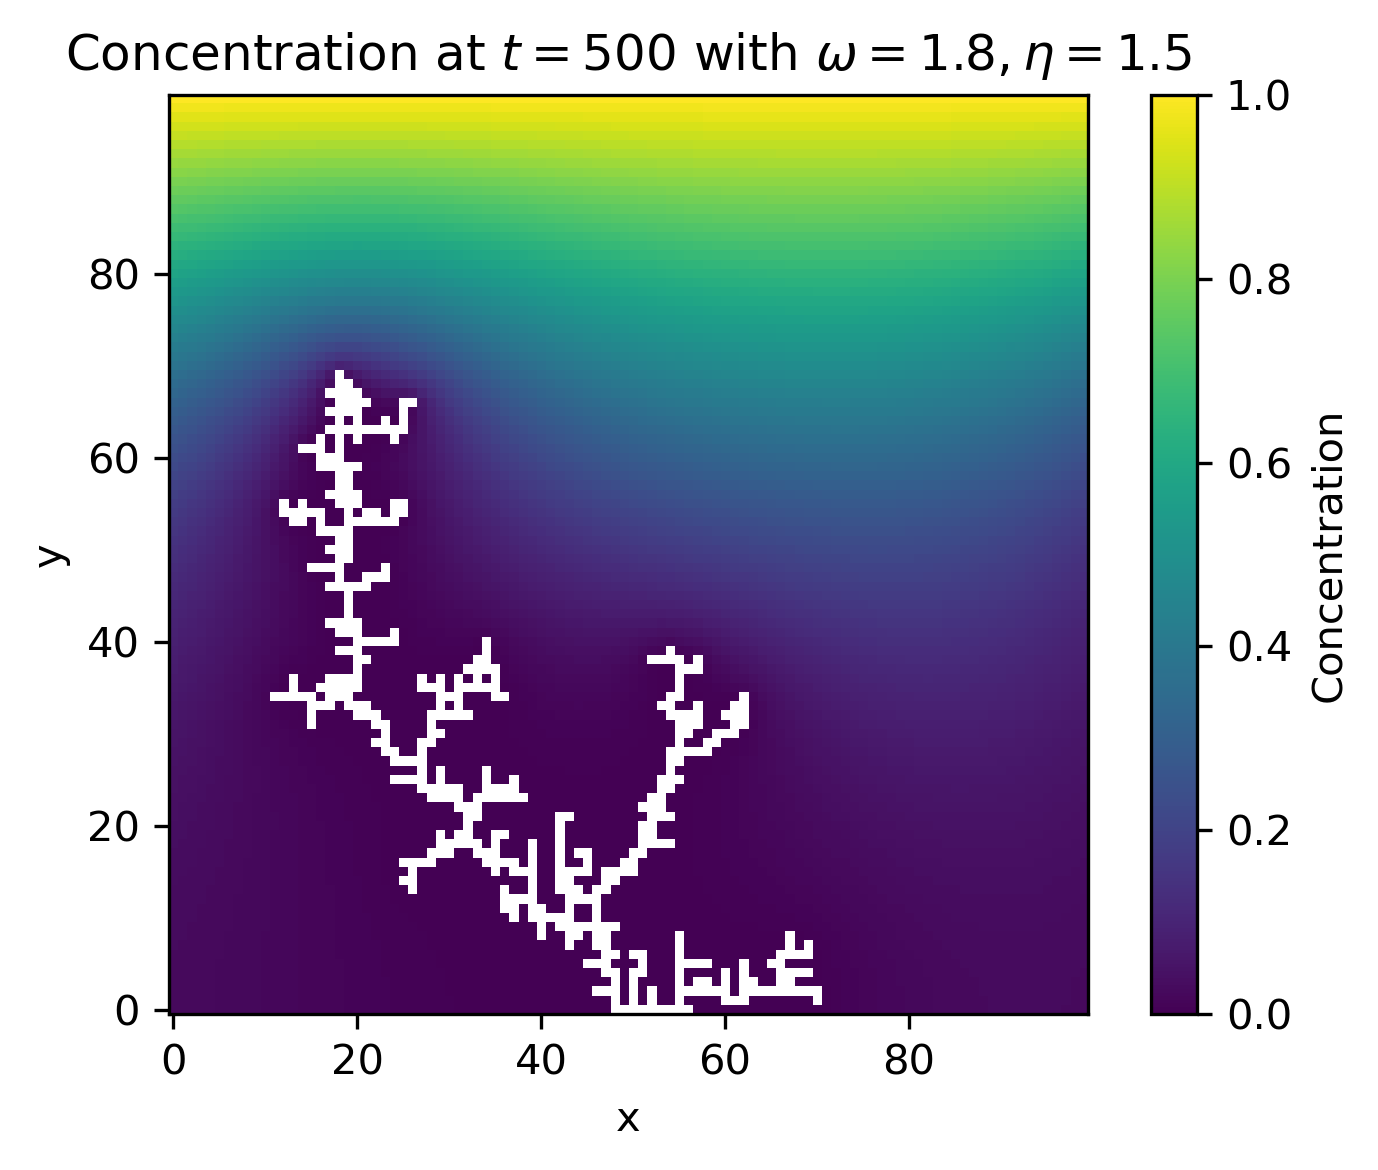 Concentration at t = 500 with ω = 1.8, η = 1.5
80
60
40
20
0
y
0 20 40 60 80
x
1.0
0.8
0.6
0.4
0.2
0.0
Concentration